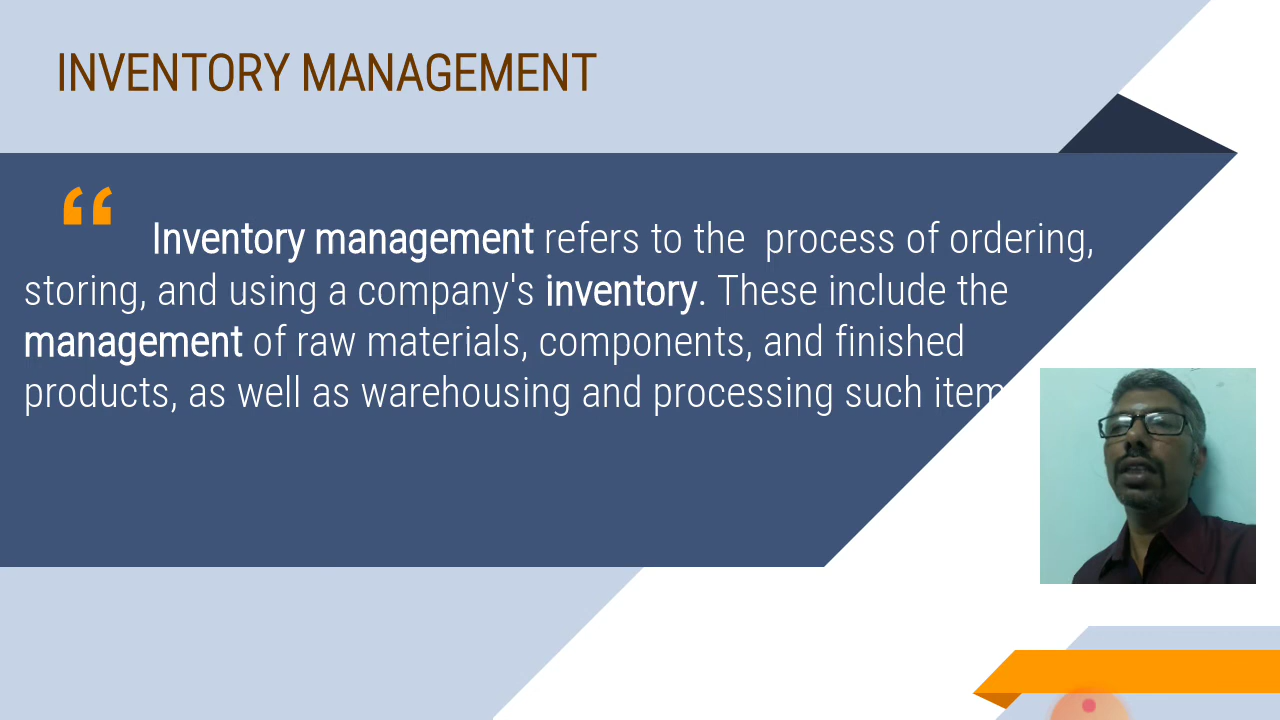 INVENTORY MANAGEMENT
“
Inventory management refers to the process of ordering,
storing, and using a company's inventory. These include the
management of raw materials, components, and finished
products, as well as warehousing and processing such